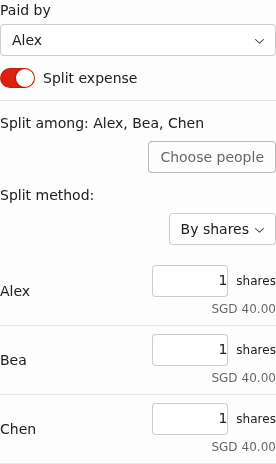 Paid by
Alex
Split expense
Split among: Alex, Bea, Chen
Choose people
Split method:
By shares
Alex
1 shares
SGD 40.00
Bea
1 shares
SGD 40.00
Chen
1 shares
SGD 40.00